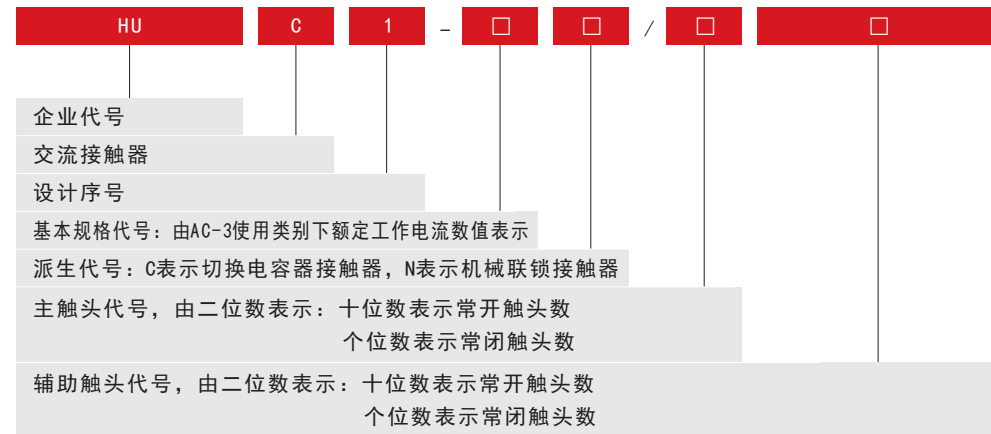 HU C 1 - □ □ / □ □
企业代号
交流接触器
设计序号
基本规格代号：由AC-3使用类别下额定工作电流数值表示
派生代号：C表示切换电容器接触器，N表示机械联锁接触器
主触头代号，由二位数表示：十位数表示常开触头数
个位数表示常闭触头数
辅助触头代号，由二位数表示：十位数表示常开触头数
个位数表示常闭触头数